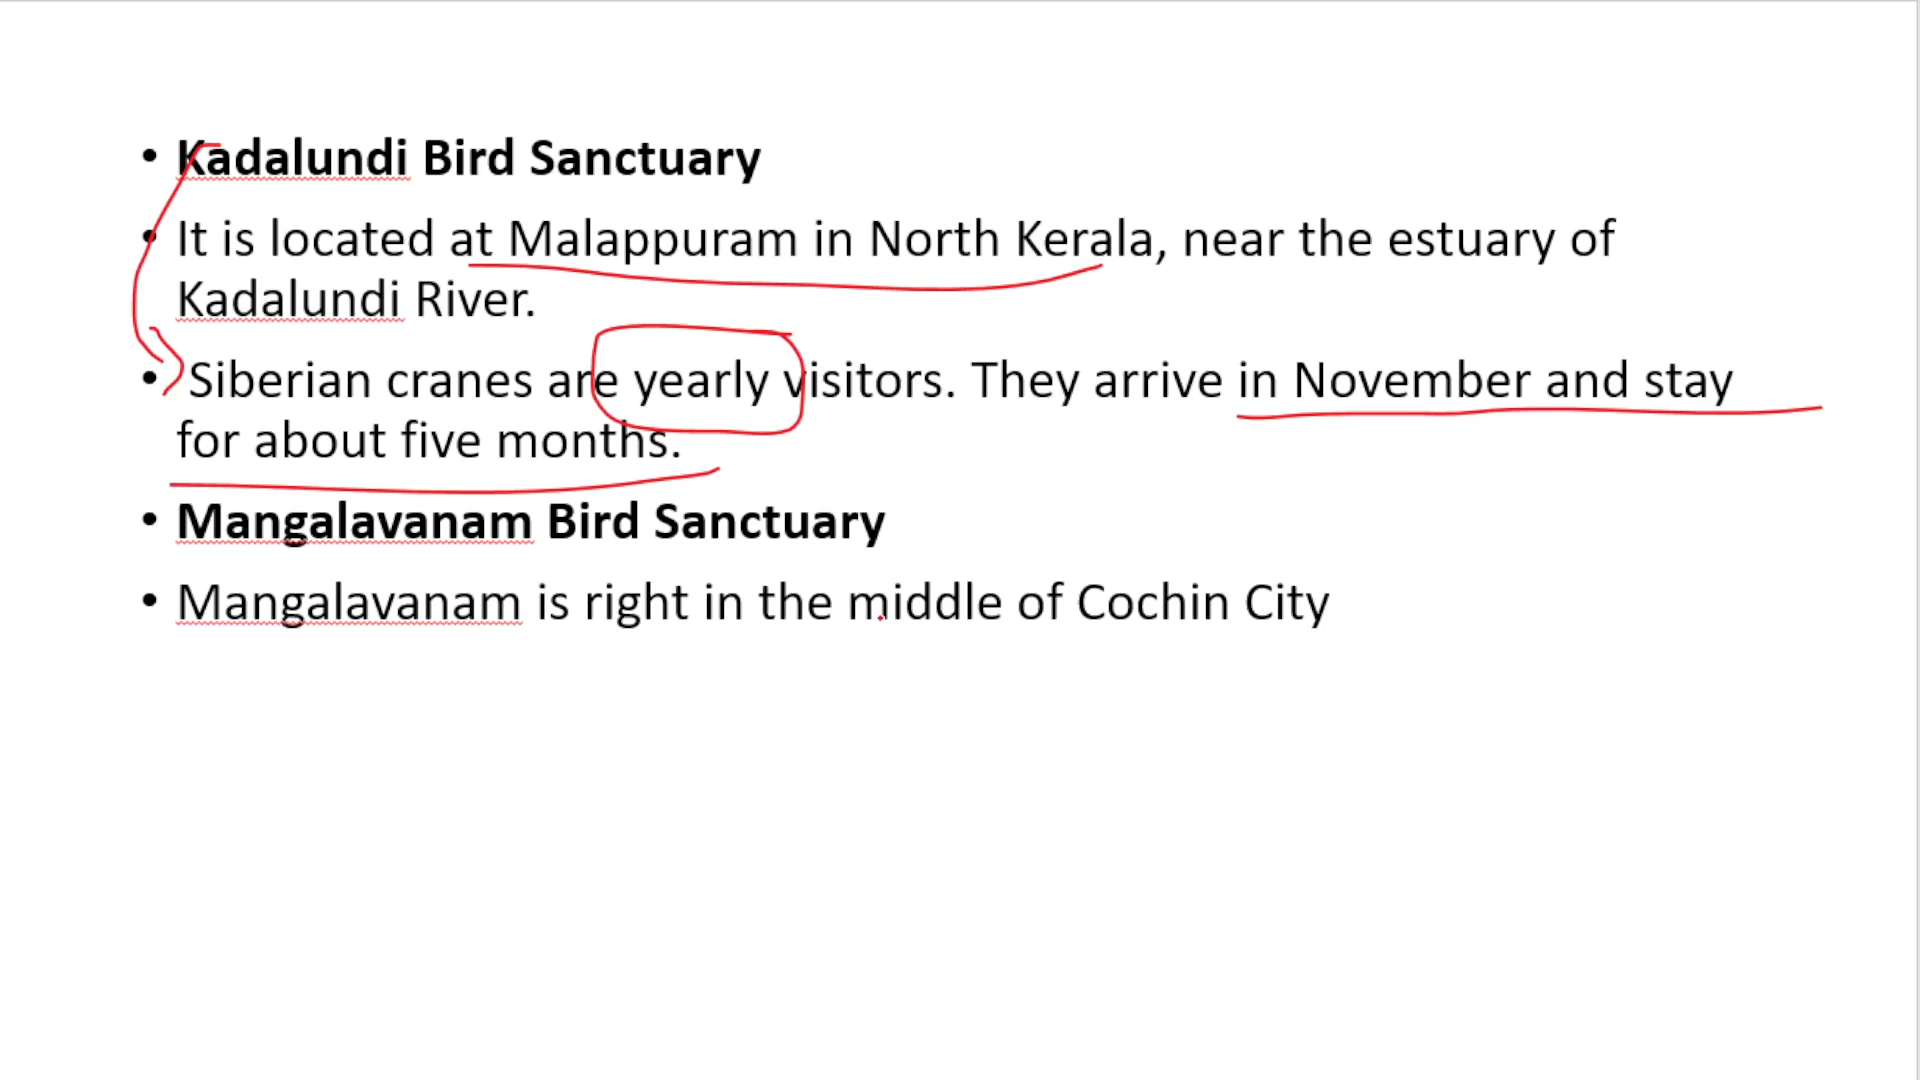 • Kadalundi Bird Sanctuary
• It is located at Malappuram in North Kerala, near the estuary of
Kadalundi River.
• Siberian cranes are yearly visitors. They arrive in November and stay
for about five months.
• Mangalavanam Bird Sanctuary
• Mangalavanam is right in the middle of Cochin City